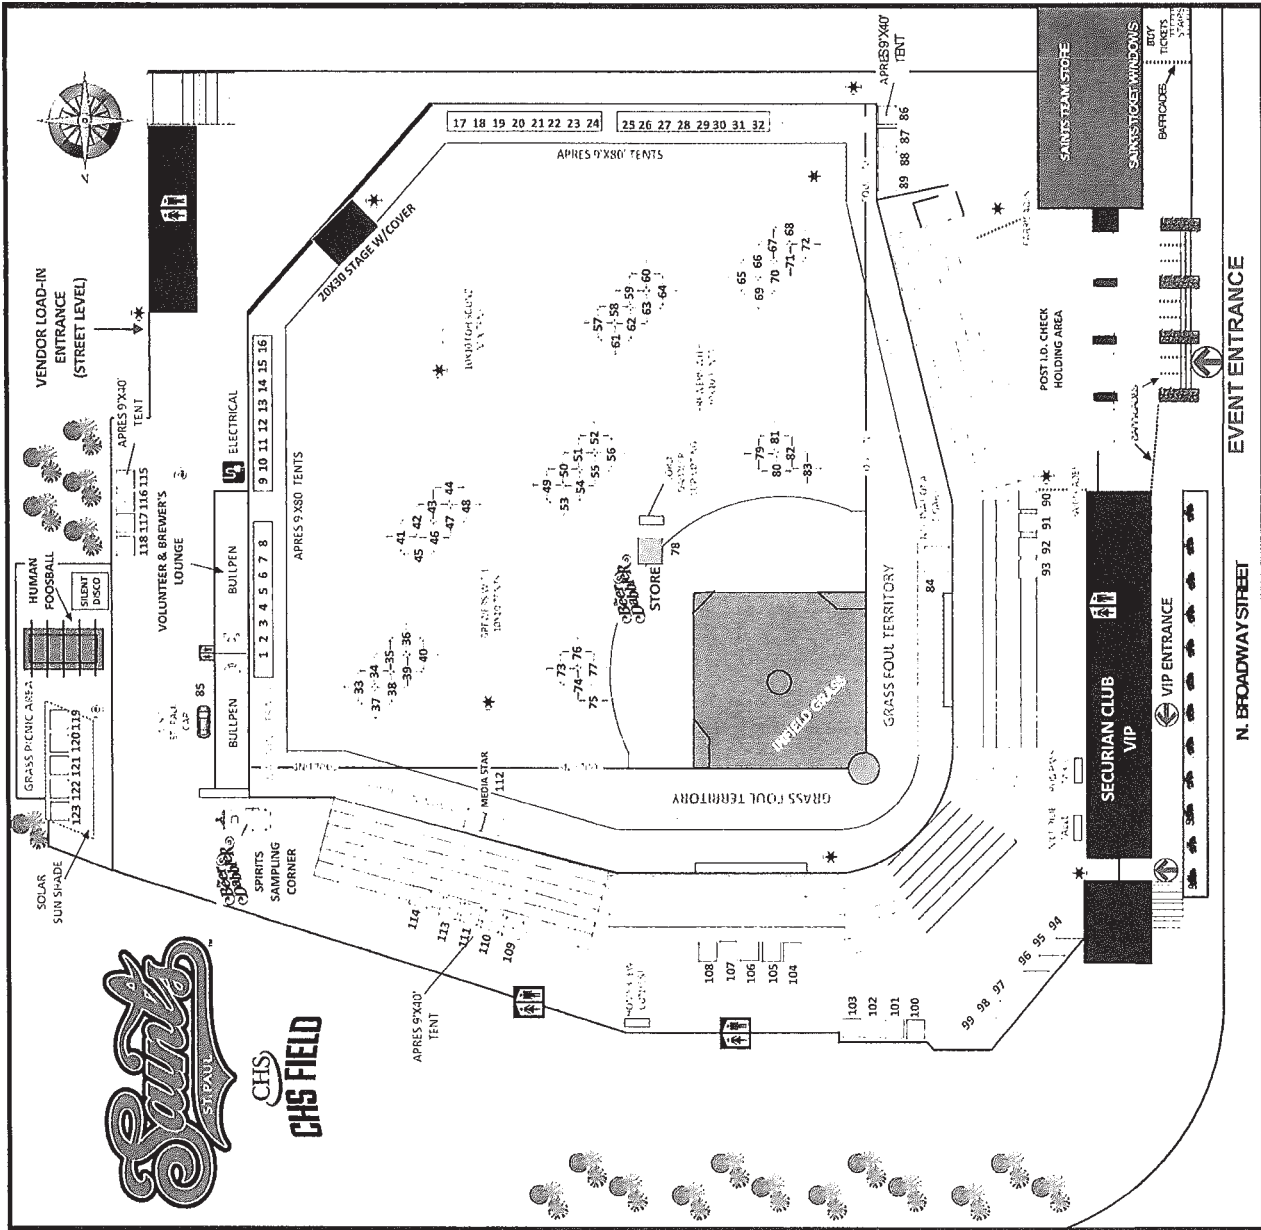 VENDOR LOAD-IN
ENTRANCE
(STREET LEVEL)
APRES 9'X40'
TENT
HUMAN
FOOSBALL
SILENT
DISCO
GRASS PICNIC AREA
118 117 116 115
VOLUNTEER & BREWER'S
LOUNGE
ELECTRICAL
BULLPEN
BULLPEN
85
123 122 121 120 119
SOLAR
SUN SHADE
1 2 3 4 5 6 7 8
9 10 11 12 13 14 15 16
APRES 9'X80' TENTS
20X30 STAGE W/COVER
17 18 19 20 21 22 23 24
25 26 27 28 29 30 31 32
APRES 9'X80' TENTS
APRES 9'X40'
TENT
86
87
88
89
33 34 35 36
37 38 39 40
41 42 43 44
45 46 47 48
49 50 51 52
53 54 55 56
57 58 59 60
61 62 63 64
65 66 67 68
69 70 71 72
73 76
74 77
75
79 81
80 82
83
Beer Dabbler
STORE
78
INFIELD GRASS
GRASS FOUL TERRITORY
GRASS FOUL TERRITORY
84
MEDIA STAR
112
Beer Dabbler
SPIRITS
SAMPLING
CORNER
114
113
111
110
109
APRES 9'X40'
TENT
108
107
106
105
104
103
102
101
100
99 98 97
96 95 94
93 92 91 90
SAINTS TEAM STORE
SAINTS TICKET WINDOWS
BUY
TICKETS
STAIRS
BARRICADES
POST I.D. CHECK
HOLDING AREA
BARRICADES
EVENT ENTRANCE
SECURIAN CLUB
VIP
VIP ENTRANCE
N. BROADWAY STREET
Saints
ST. PAUL
CHS
CHS FIELD